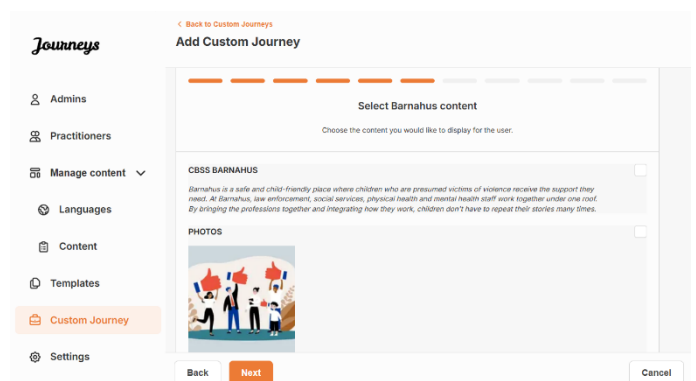 < Back to Custom Journeys
Journeys
Add Custom Journey
Admins
Practitioners
Manage content
Languages
Content
Templates
Custom Journey
Settings
Select Barnahus content
Choose the content you would like to display for the user.
CBSS BARNAHUS
Barnahus is a safe and child-friendly place where children who are presumed victims of violence receive the support they
need. At Barnahus, law enforcement, social services, physical health and mental health staff work together under one roof.
By bringing the professions together and integrating how they work, children don't have to repeat their stories many times.
PHOTOS
Back
Next
Cancel